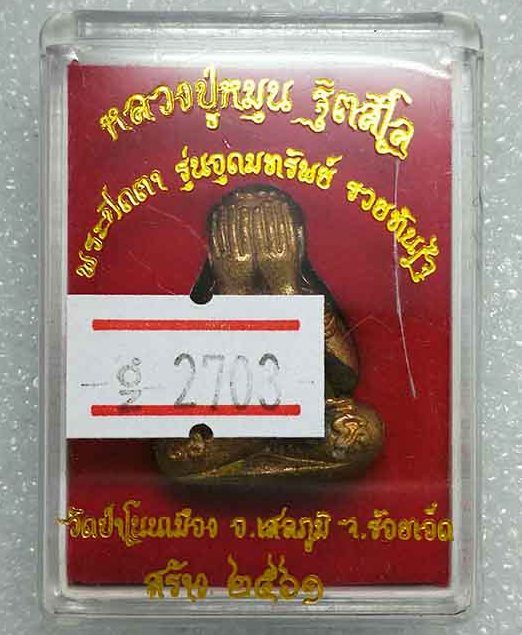 หลวงปู่หมุน ฐิตสีโล
พระปิดตา รุ่นอุดมทรัพย์ รวยทันใจ
ฐ 2703
วัดป่าโนนเมือง อ.เสลภูมิ จ.ร้อยเอ็ด
สร้าง ๒๕๖๑